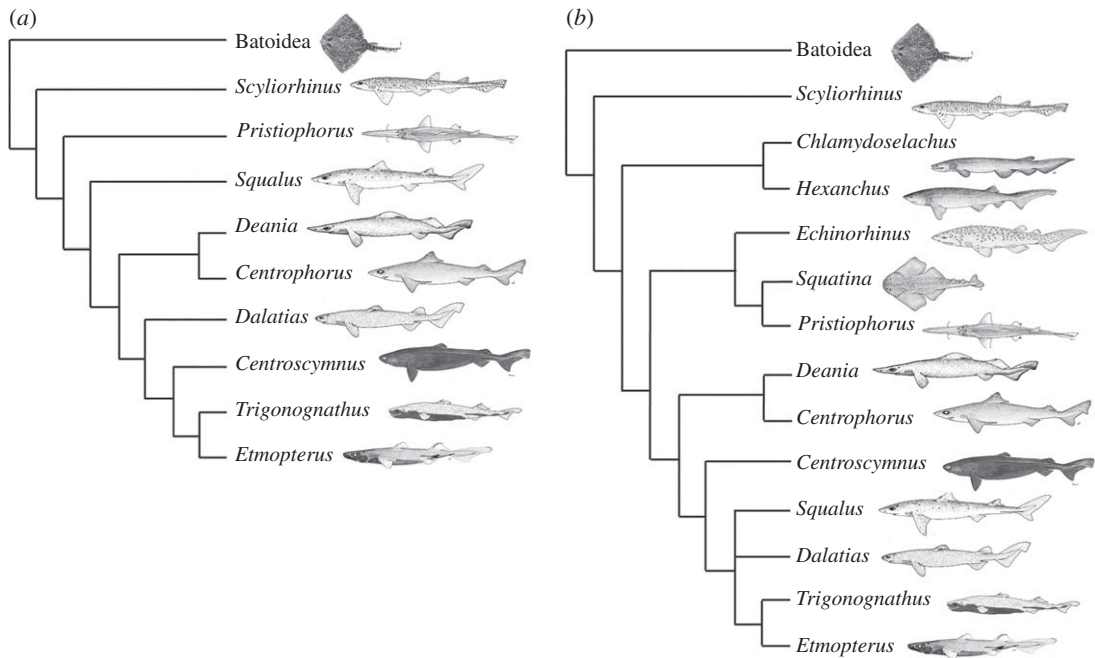 (a)
Batoidea
Scyliorhinus
Pristiophorus
Squalus
Deania
Centrophorus
Dalatias
Centroscymnus
Trigonognathus
Etmopterus
(b)
Batoidea
Scyliorhinus
Chlamydoselachus
Hexanchus
Echinorhinus
Squatina
Pristiophorus
Deania
Centrophorus
Centroscymnus
Squalus
Dalatias
Trigonognathus
Etmopterus